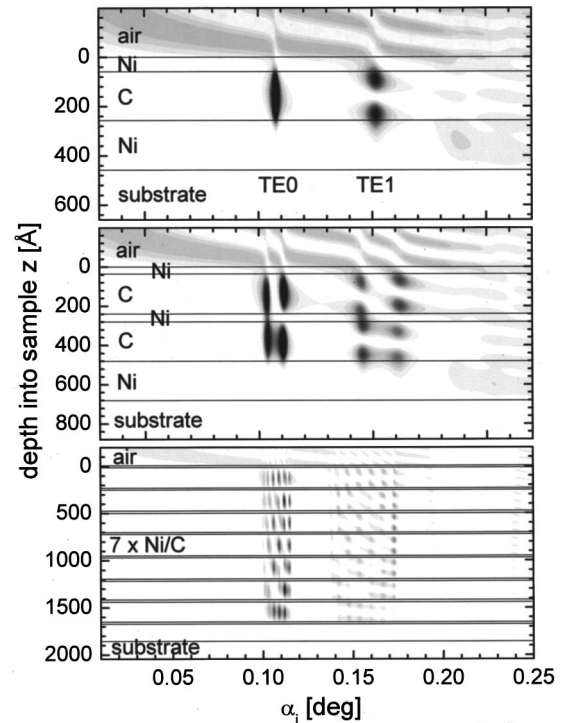 air
0
Ni
C
200
Ni
400
TE0 TE1
substrate
600
depth into sample z [Å]
air
0
Ni
C
200
Ni
C
400
Ni
600
substrate
800
air
0
500
7 x Ni/C
1000
1500
substrate
2000
0.05 0.10 0.15 0.20 0.25
αi [deg]